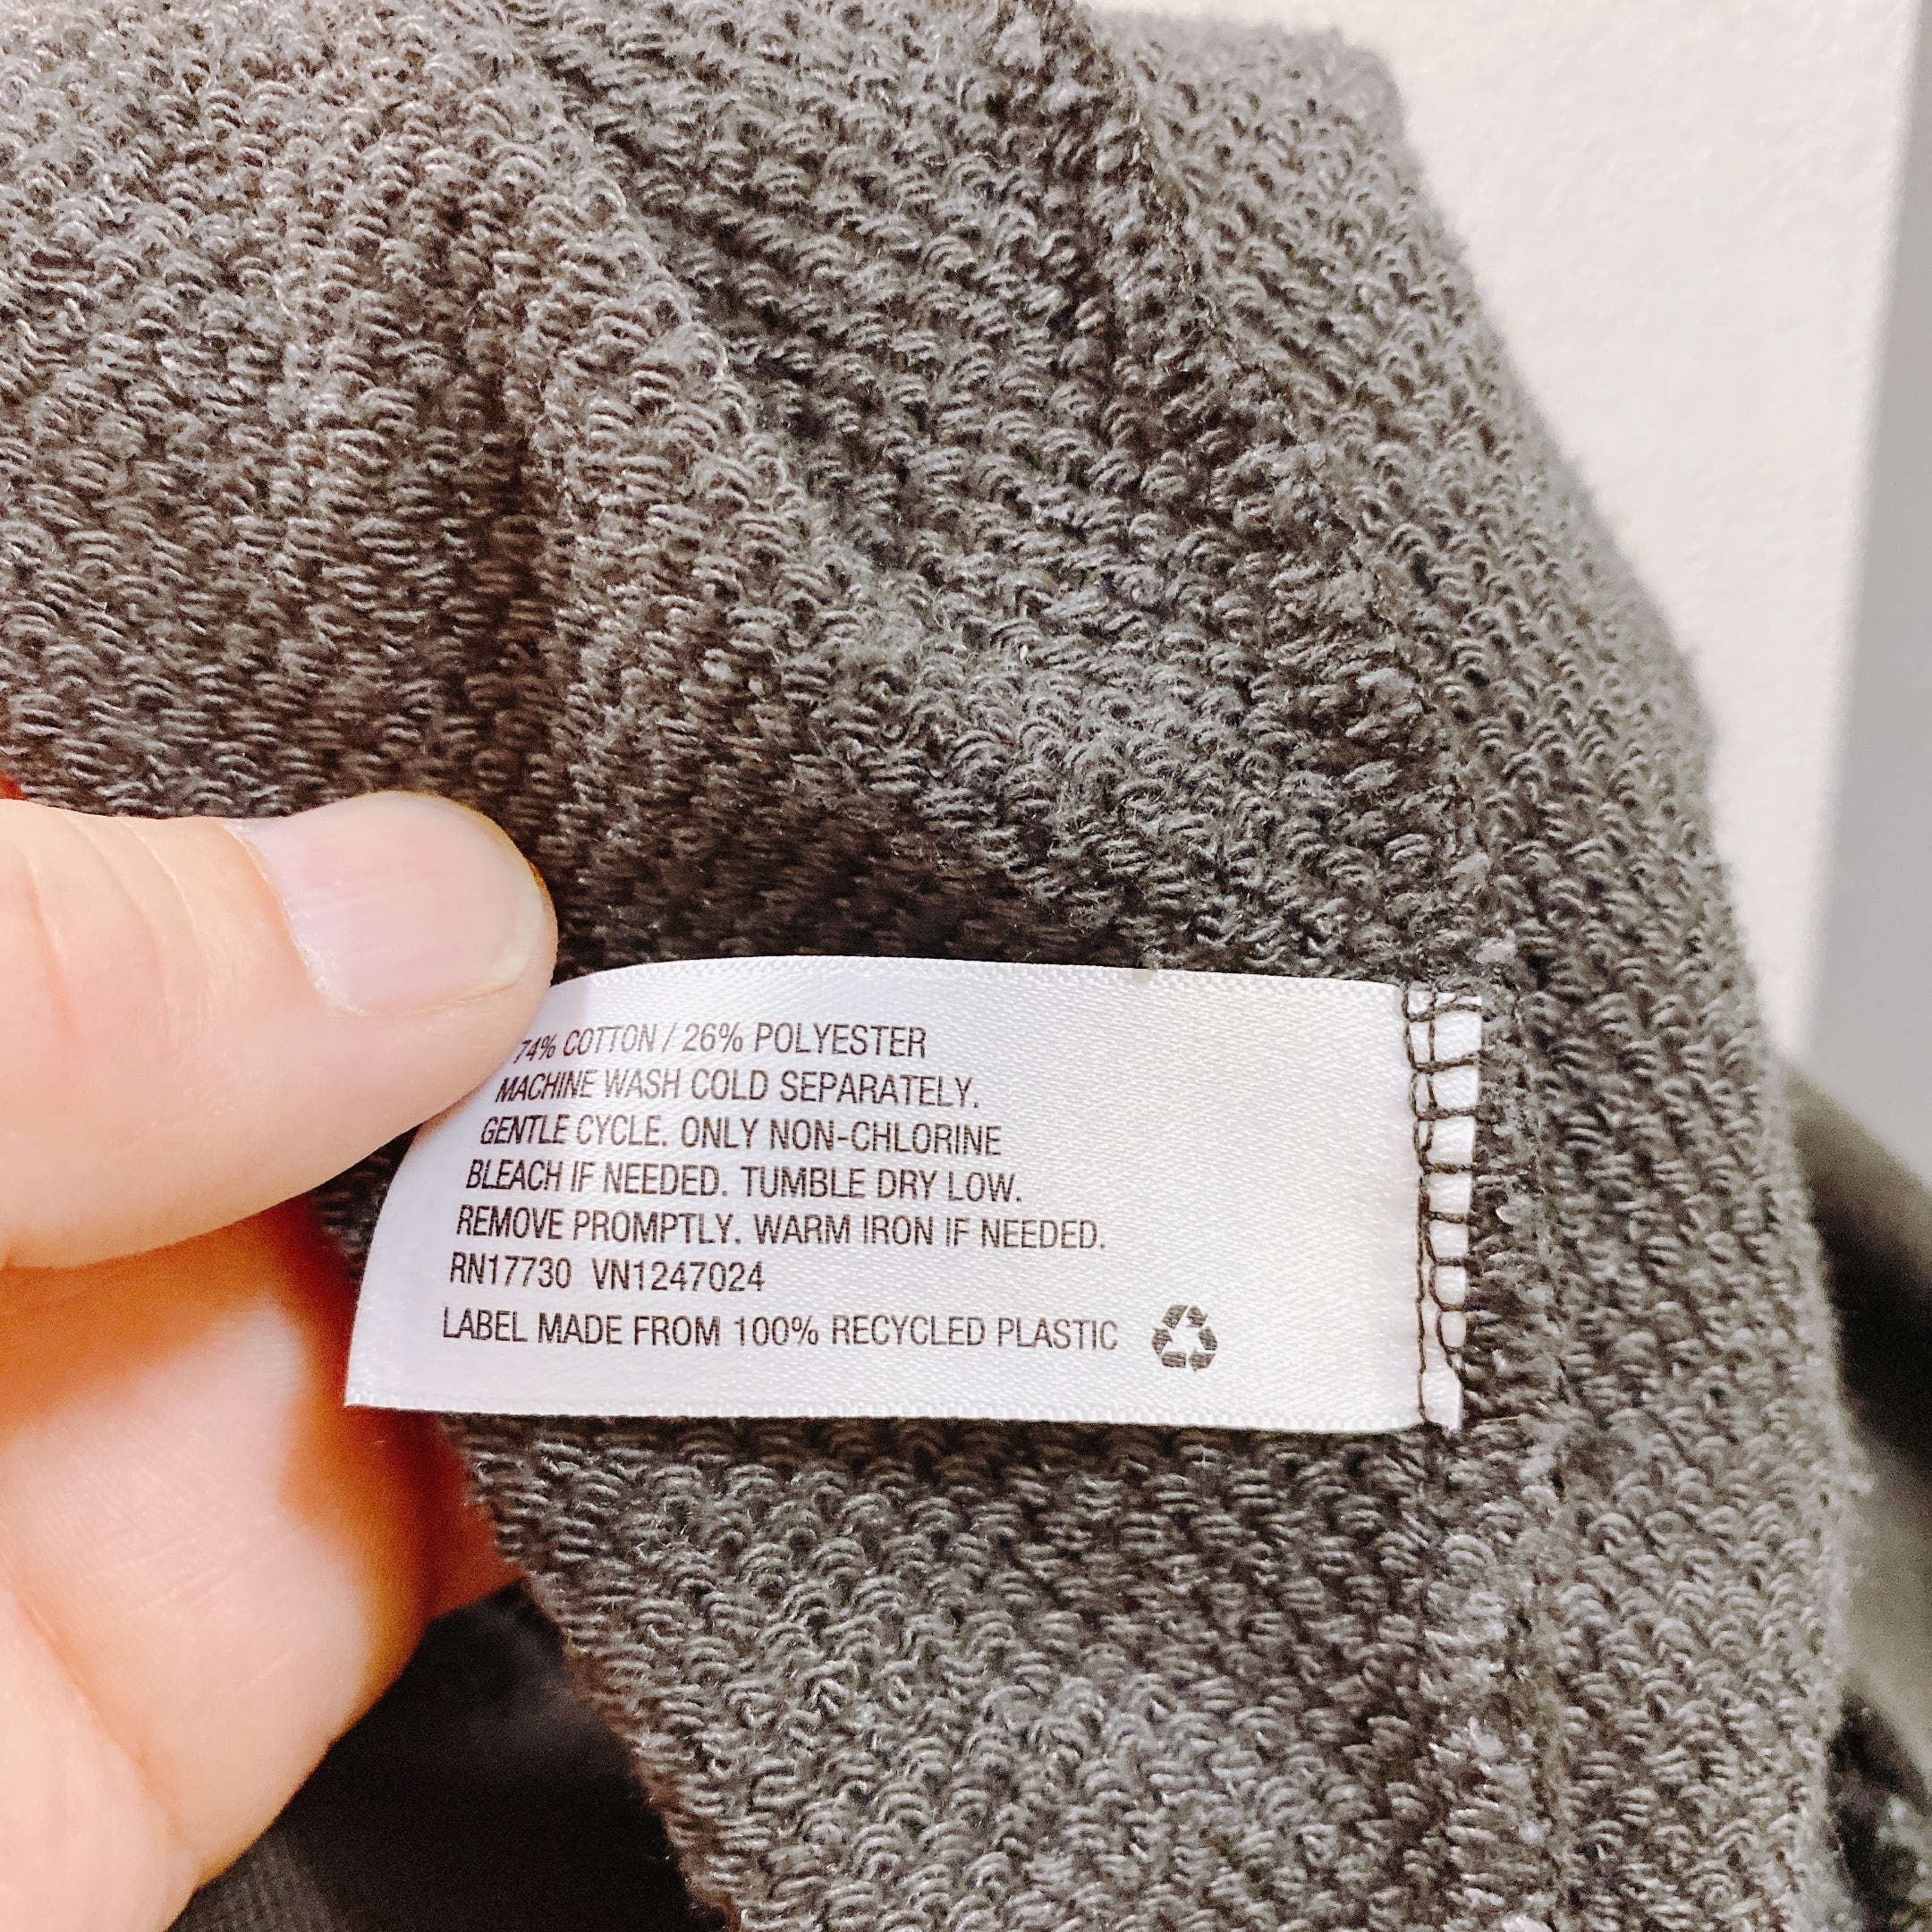 74% COTTON / 26% POLYESTER
MACHINE WASH COLD SEPARATELY.
GENTLE CYCLE. ONLY NON-CHLORINE
BLEACH IF NEEDED. TUMBLE DRY LOW.
REMOVE PROMPTLY. WARM IRON IF NEEDED.
RN17730 VN1247024
LABEL MADE FROM 100% RECYCLED PLASTIC